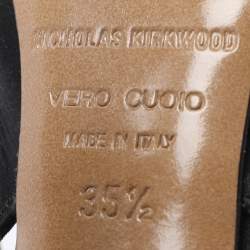 NICHOLAS KIRKWOOD
VERO CUOIO
MADE IN ITALY
35½